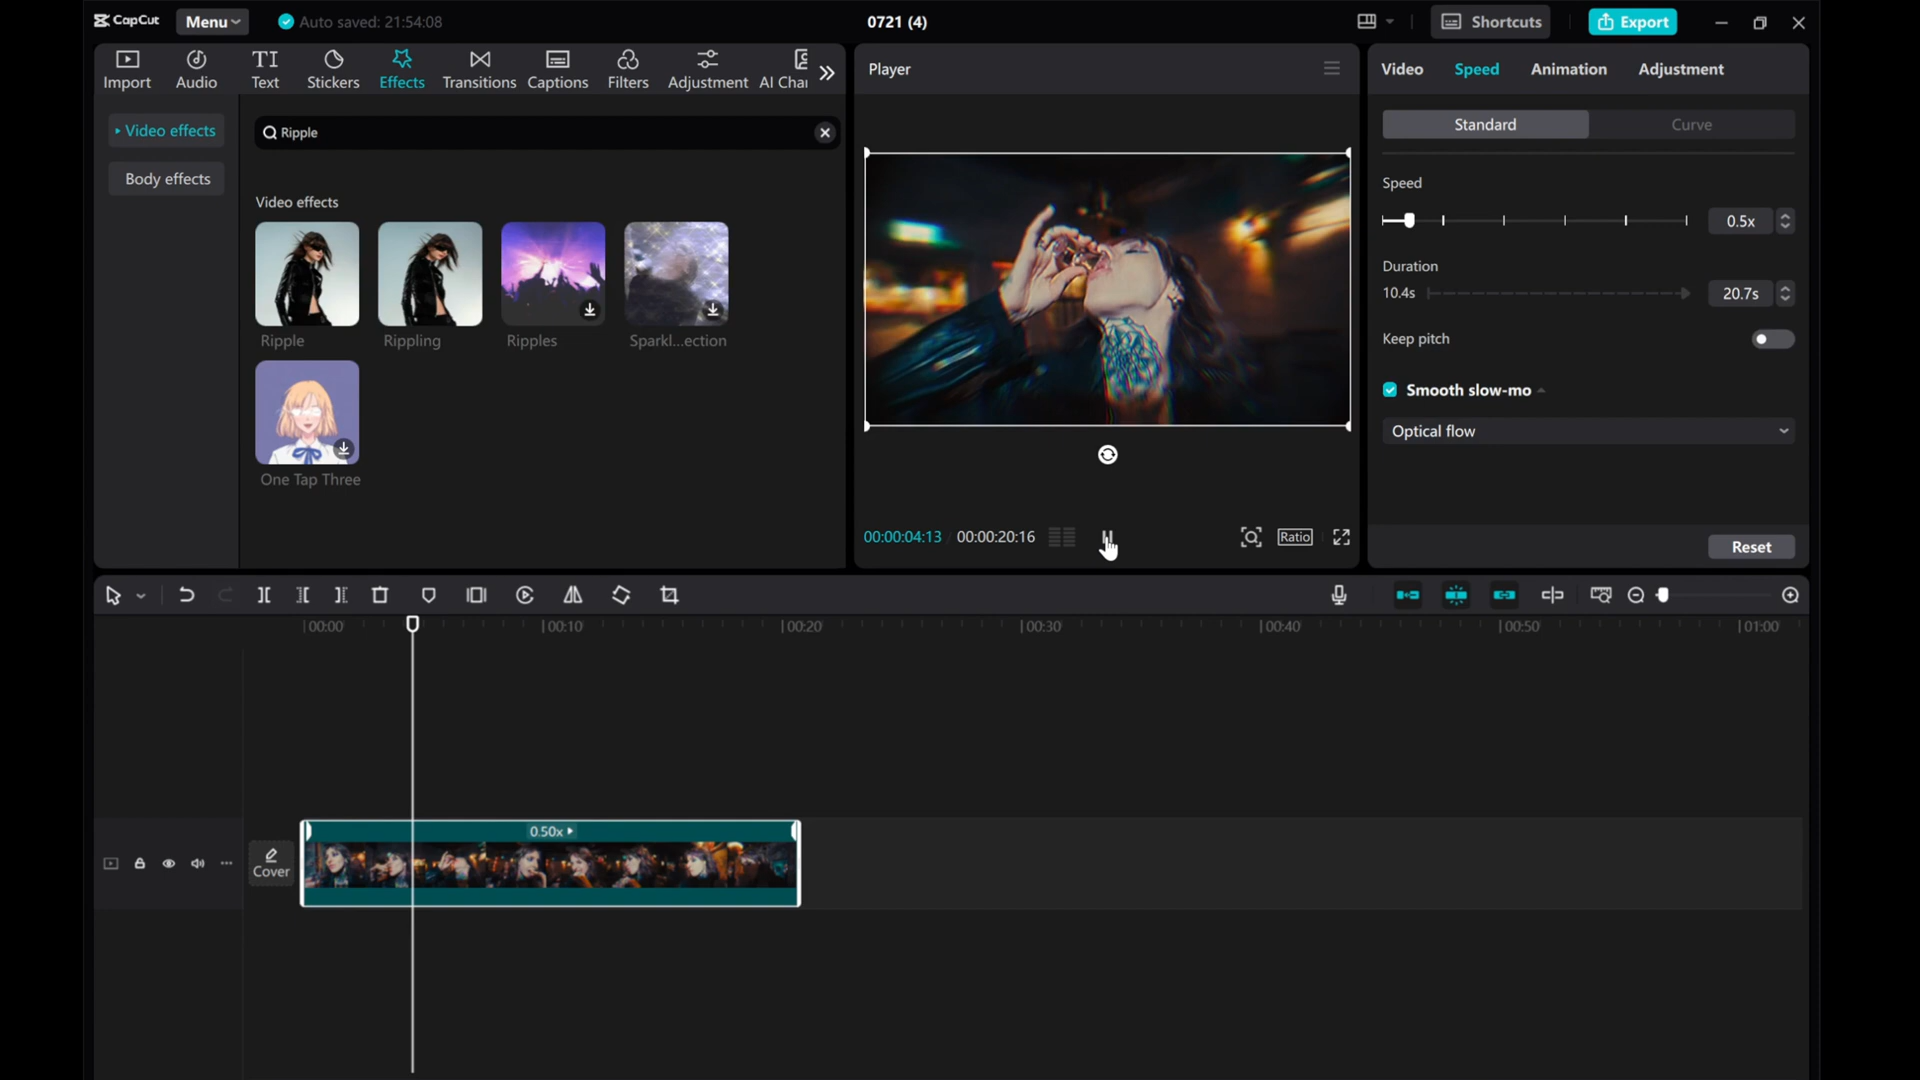 CapCut
Menu
Auto saved: 21:54:08
0721 (4)
Shortcuts
Export
Import
Audio
TI
Text
Stickers
Effects
Transitions
Captions
Filters
Adjustment
AI Char
Player
Video
Speed
Animation
Adjustment
Video effects
Body effects
Ripple
Video effects
Ripple
Rippling
Ripples
Sparkl...ection
One Tap Three
Standard
Curve
Speed
0.5x
Duration
10.4s
20.7s
Keep pitch
Smooth slow-mo
Optical flow
Reset
00:00:04:13
00:00:20:16
Ratio
00:00
00:10
00:20
00:30
00:40
00:50
01:00
Cover
0.50x